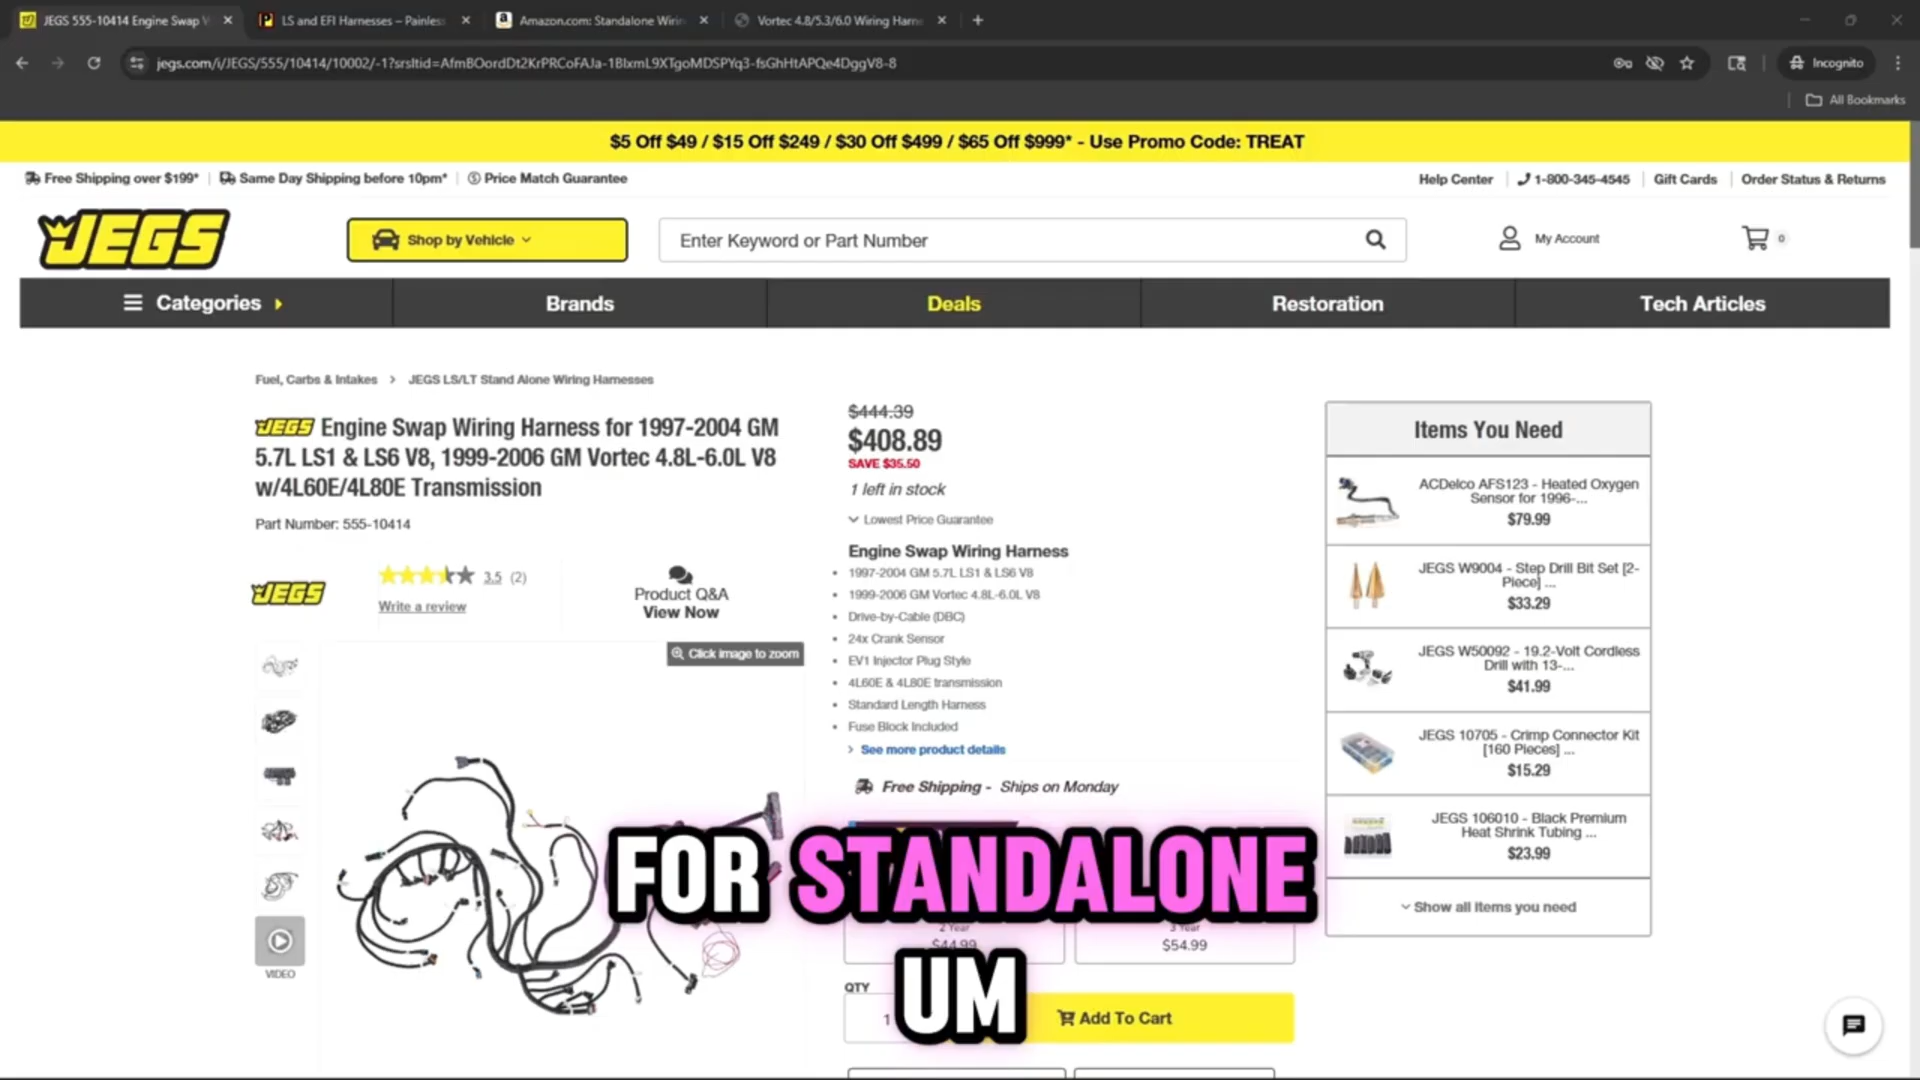 JEGS 555-10414 Engine Swap W
LS and EFI Harnesses – Painless
Amazon.com: Standalone Wirin
Vortec 4.8/5.3/6.0 Wiring Harne
jegs.com/i/JEGS/555/10414/10002/-1?srsltid=AfmBOordDt2KrPRCoFAJa-1BlxmL9XTgoMDSPYq3-fsGhHtAPQe4DggV8-8
Incognito
All Bookmarks
$5 Off $49 / $15 Off $249 / $30 Off $499 / $65 Off $999* - Use Promo Code: TREAT
Free Shipping over $199*
Same Day Shipping before 10pm*
Price Match Guarantee
Help Center
1-800-345-4545
Gift Cards
Order Status & Returns
JEGS
Shop by Vehicle
Enter Keyword or Part Number
My Account
0
Categories
Brands
Deals
Restoration
Tech Articles
Fuel, Carbs & Intakes > JEGS LS/LT Stand Alone Wiring Harnesses
JEGS Engine Swap Wiring Harness for 1997-2004 GM
5.7L LS1 & LS6 V8, 1999-2006 GM Vortec 4.8L-6.0L V8
w/4L60E/4L80E Transmission
Part Number: 555-10414
JEGS
3.5 (2)
Write a review
Product Q&A
View Now
Click image to zoom
VIDEO
$444.39
$408.89
SAVE $35.50
1 left in stock
Lowest Price Guarantee
Engine Swap Wiring Harness
1997-2004 GM 5.7L LS1 & LS6 V8
1999-2006 GM Vortec 4.8L-6.0L V8
Drive-by-Cable (DBC)
24x Crank Sensor
EV1 Injector Plug Style
4L60E & 4L80E transmission
Standard Length Harness
Fuse Block Included
See more product details
Free Shipping - Ships on Monday
FOR STANDALONE
UM
2 Year
$44.99
3 Year
$54.99
QTY
1
Add To Cart
Items You Need
ACDelco AFS123 - Heated Oxygen
Sensor for 1996-...
$79.99
JEGS W9004 - Step Drill Bit Set [2-
Piece] ...
$33.29
JEGS W50092 - 19.2-Volt Cordless
Drill with 13-...
$41.99
JEGS 10705 - Crimp Connector Kit
[160 Pieces] ...
$15.29
JEGS 106010 - Black Premium
Heat Shrink Tubing ...
$23.99
Show all items you need